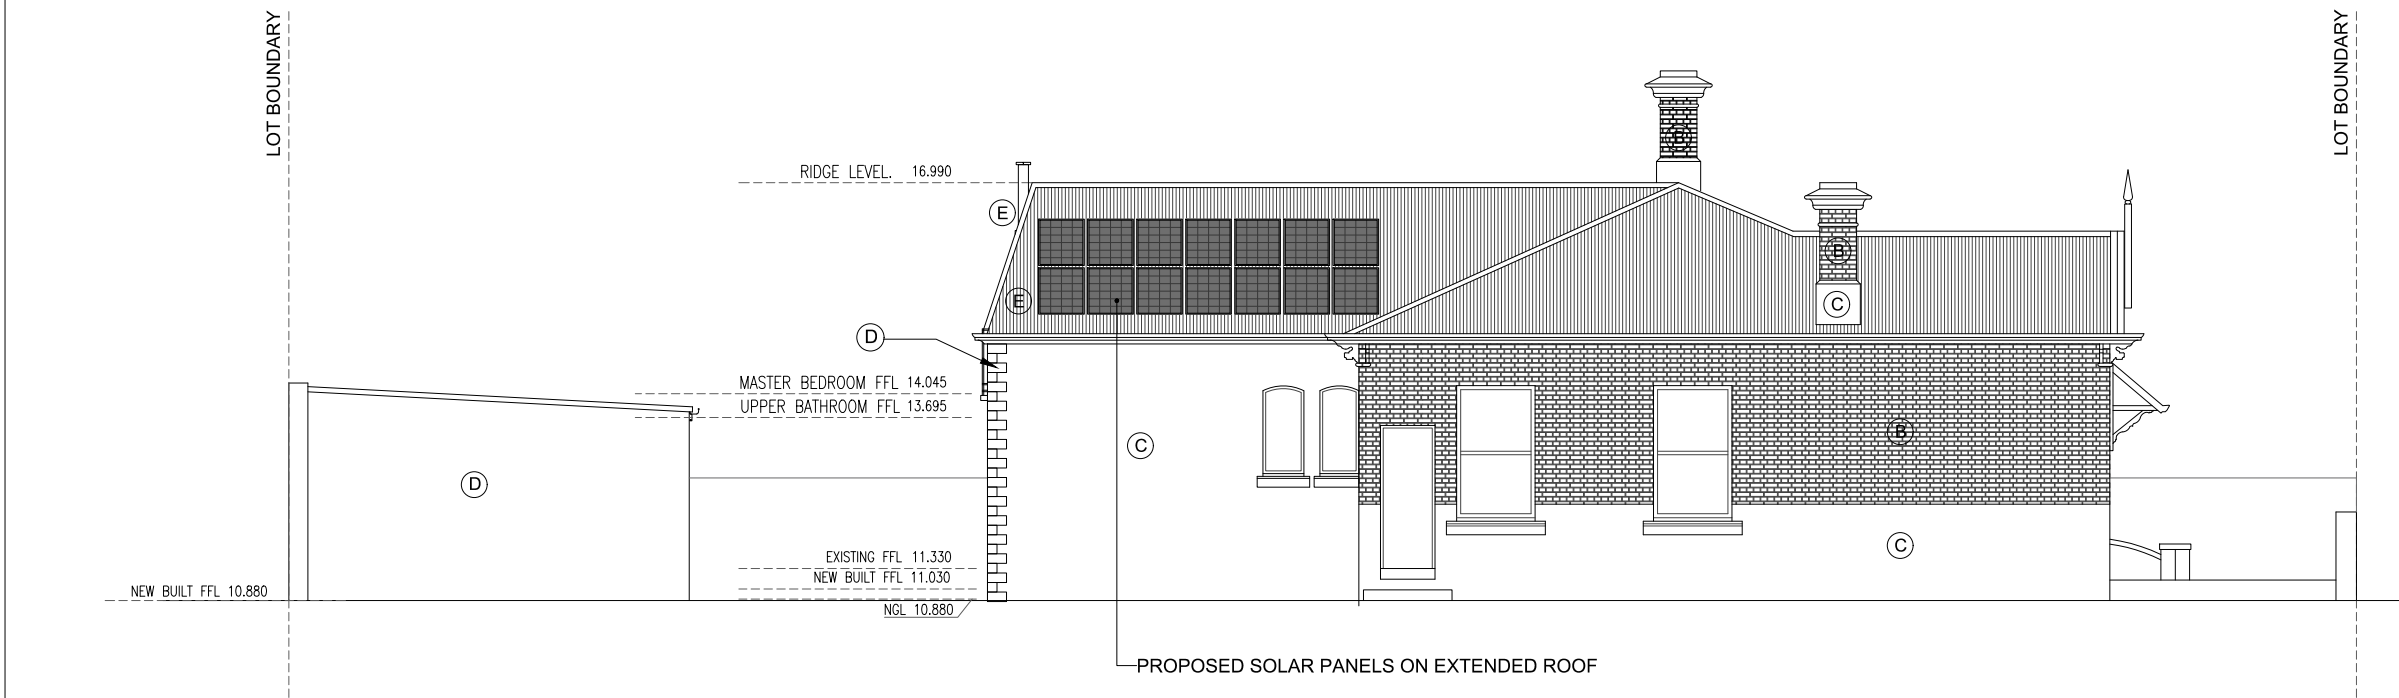 LOT BOUNDARY
LOT BOUNDARY
B
RIDGE LEVEL. 16.990
E
B
E
C
D
MASTER BEDROOM FFL 14.045
UPPER BATHROOM FFL 13.695
B
C
D
C
EXISTING FFL 11.330
NEW BUILT FFL 11.030
NEW BUILT FFL 10.880
NGL 10.880
PROPOSED SOLAR PANELS ON EXTENDED ROOF